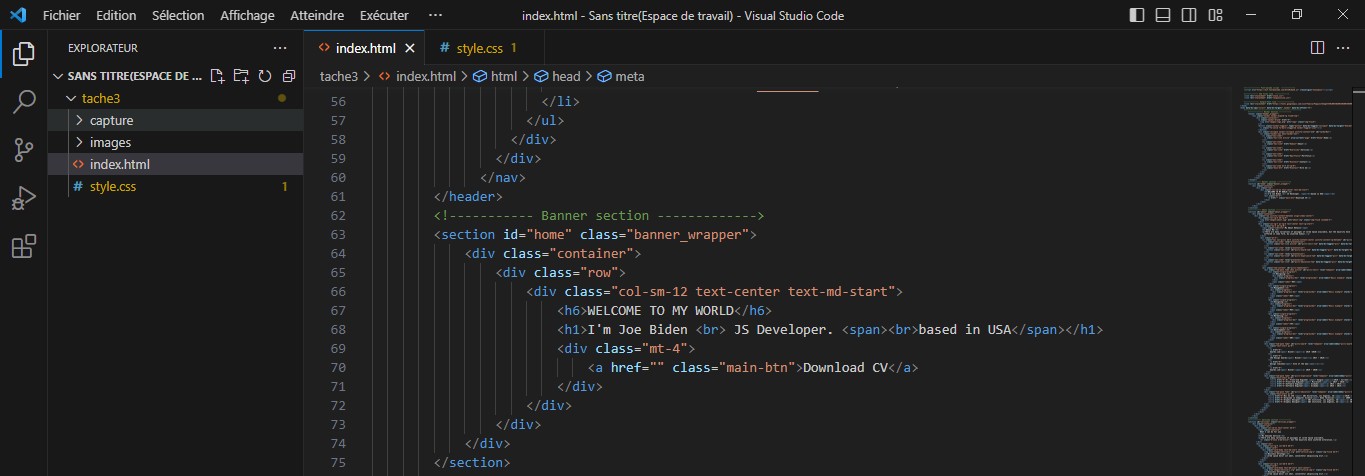 Fichier Edition Sélection Affichage Atteindre Exécuter ··· index.html - Sans titre(Espace de travail) - Visual Studio Code
EXPLORATEUR ···
SANS TITRE(ESPACE DE ...
tache3
capture
images
<> index.html
# style.css 1
<> index.html × # style.css 1 ···
tache3 > <> index.html > html > head > meta
56 </li>
57 </ul>
58 </div>
59 </div>
60 </nav>
61 </header>
62 <!----------- Banner section ------------->
63 <section id="home" class="banner_wrapper">
64 <div class="container">
65 <div class="row">
66 <div class="col-sm-12 text-center text-md-start">
67 <h6>WELCOME TO MY WORLD</h6>
68 <h1>I'm Joe Biden <br> JS Developer. <span><br>based in USA</span></h1>
69 <div class="mt-4">
70 <a href="" class="main-btn">Download CV</a>
71 </div>
72 </div>
73 </div>
74 </div>
75 </section>